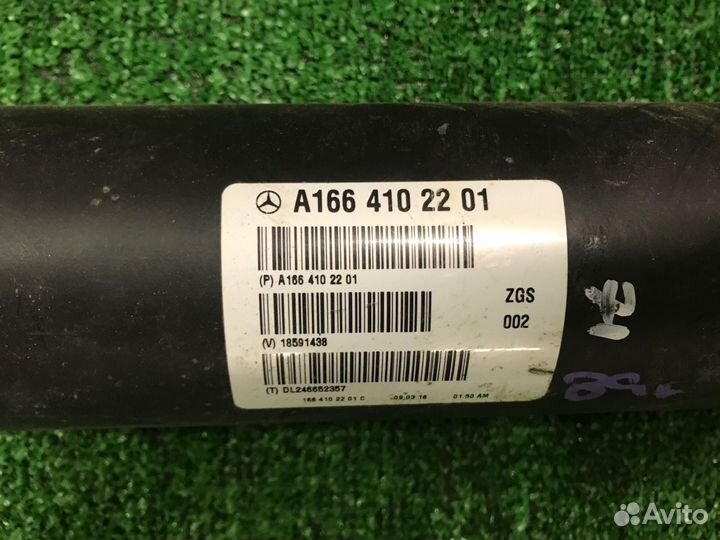 A166 410 22 01
(P) A166 410 22 01
ZGS
002
(V) 18591438
(T) DL246652357
166 410 22 01 C 09.03.16 01:50 AM
Avito